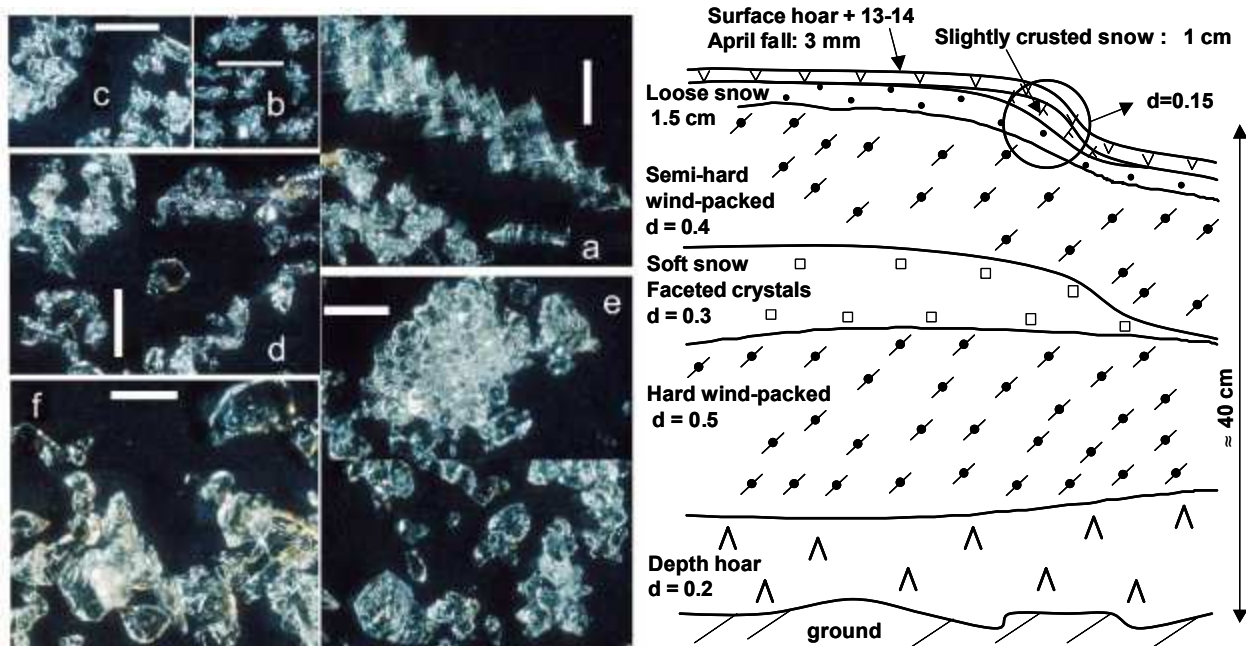 c
b
a
d
e
f
Surface hoar + 13-14
April fall: 3 mm
Slightly crusted snow : 1 cm
Loose snow
1.5 cm
d=0.15
Semi-hard
wind-packed
d = 0.4
Soft snow
Faceted crystals
d = 0.3
Hard wind-packed
d = 0.5
≈ 40 cm
Depth hoar
d = 0.2
ground